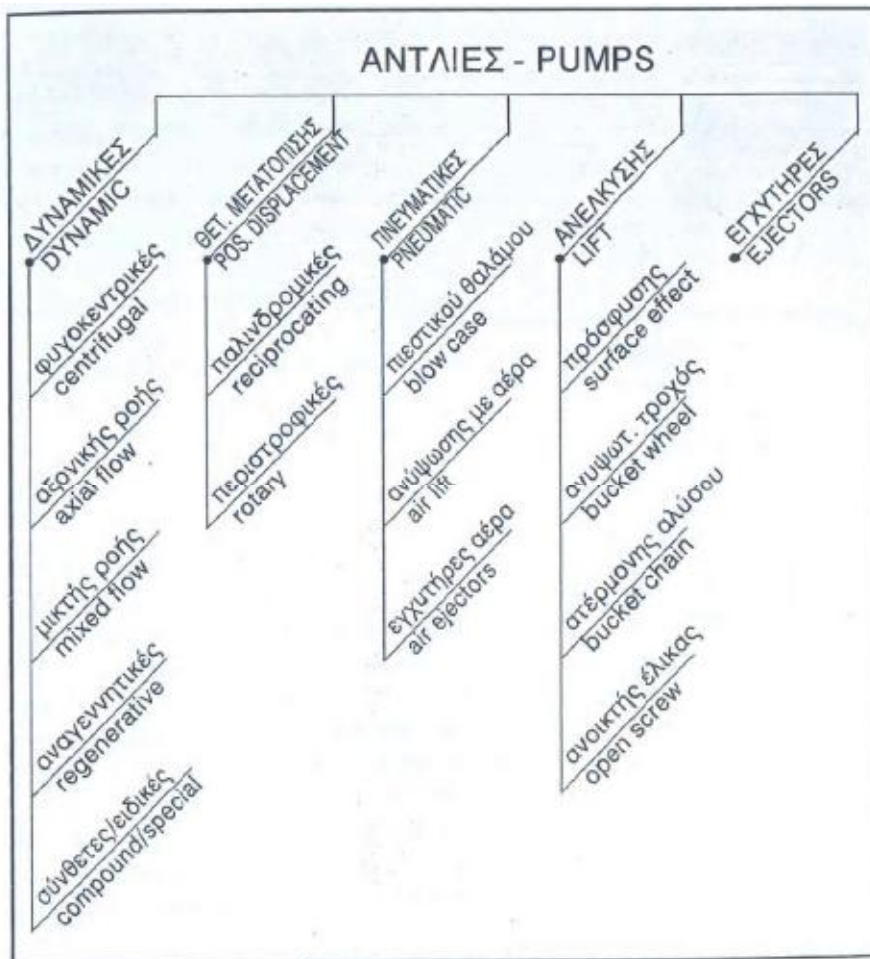 ΑΝΤΛΙΕΣ - PUMPS
ΔΥΝΑΜΙΚΕΣ
DYNAMIC
φυγοκεντρικές
centrifugal
αξονικής ροής
axial flow
μικτής ροής
mixed flow
αναγεννητικές
regenerative
σύνθετες/ειδικές
compound/special
ΘΕΤ. ΜΕΤΑΤΟΠΙΣΗΣ
POS. DISPLACEMENT
παλινδρομικές
reciprocating
περιστροφικές
rotary
ΠΝΕΥΜΑΤΙΚΕΣ
PNEUMATIC
πιεστικού θαλάμου
blow case
ανύψωσης με αέρα
air lift
εγχυτήρες αέρα
air ejectors
ΑΝΕΛΚΥΣΗΣ
LIFT
πρόσφυσης
surface effect
ανυψωτ. τροχός
bucket wheel
ατέρμονης αλύσου
bucket chain
ανοικτής έλικας
open screw
ΕΓΧΥΤΗΡΕΣ
EJECTORS